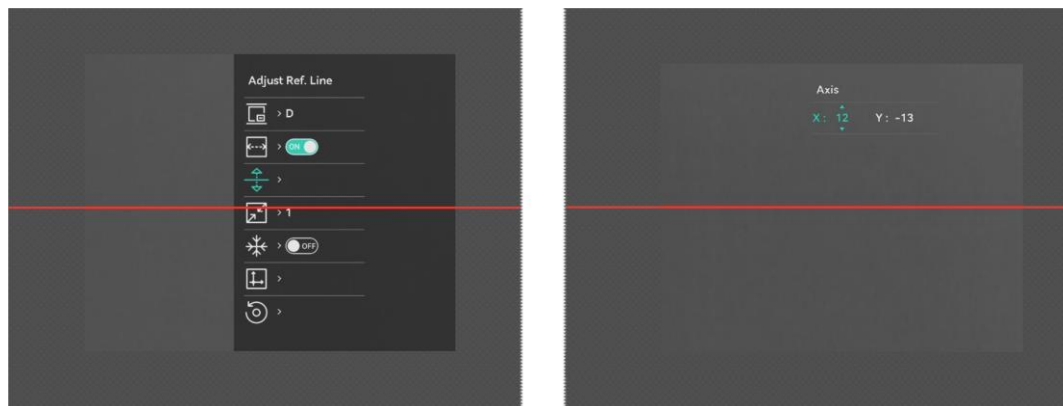 Adjust Ref. Line
› D
› ON
›
› 1
› OFF
›
›
Axis
X : 12 Y : -13